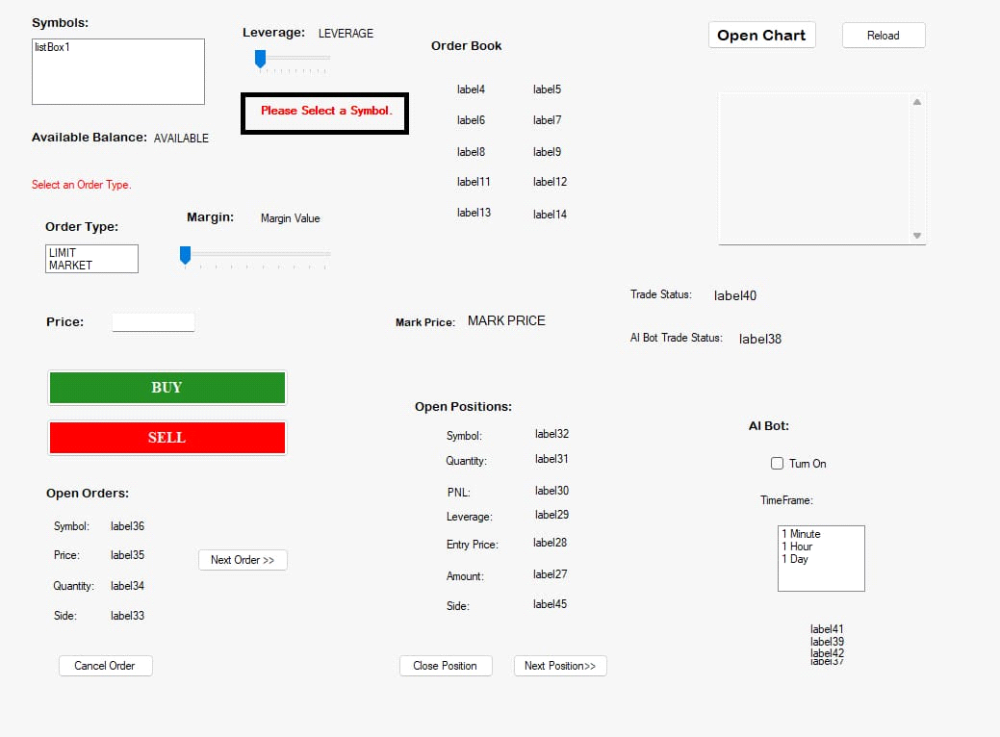 Symbols:
listBox1
Leverage: LEVERAGE
Please Select a Symbol.
Available Balance: AVAILABLE
Select an Order Type.
Order Type:
LIMIT
MARKET
Margin: Margin Value
Price:
BUY
SELL
Order Book
label4 label5
label6 label7
label8 label9
label11 label12
label13 label14
Open Chart
Reload
Trade Status: label40
AI Bot Trade Status: label38
Mark Price: MARK PRICE
Open Orders:
Symbol: label36
Price: label35
Quantity: label34
Side: label33
Next Order >>
Cancel Order
Open Positions:
Symbol: label32
Quantity: label31
PNL: label30
Leverage: label29
Entry Price: label28
Amount: label27
Side: label45
Close Position
Next Position>>
AI Bot:
Turn On
TimeFrame:
1 Minute
1 Hour
1 Day
label41
label39
label42
label37